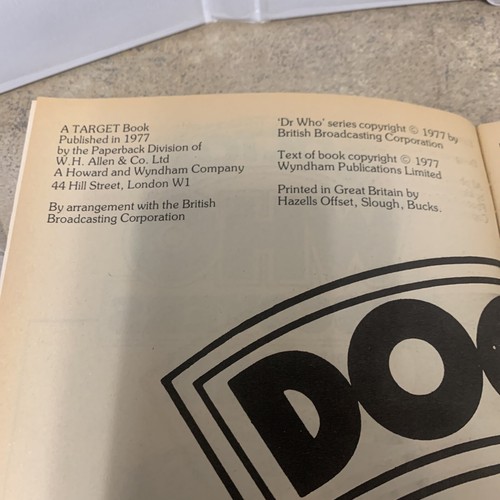 A TARGET Book
Published in 1977
by the Paperback Division of
W.H. Allen & Co. Ltd
A Howard and Wyndham Company
44 Hill Street, London W1
By arrangement with the British
Broadcasting Corporation
'Dr Who' series copyright © 1977 by
British Broadcasting Corporation
Text of book copyright © 1977
Wyndham Publications Limited
Printed in Great Britain by
Hazells Offset, Slough, Bucks.
DOC